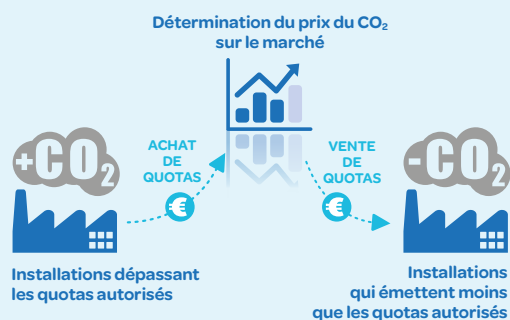 Détermination du prix du CO₂
sur le marché
+CO₂
ACHAT
DE
QUOTAS
€
VENTE
DE
QUOTAS
€
-CO₂
Installations dépassant
les quotas autorisés
Installations
qui émettent moins
que les quotas autorisés